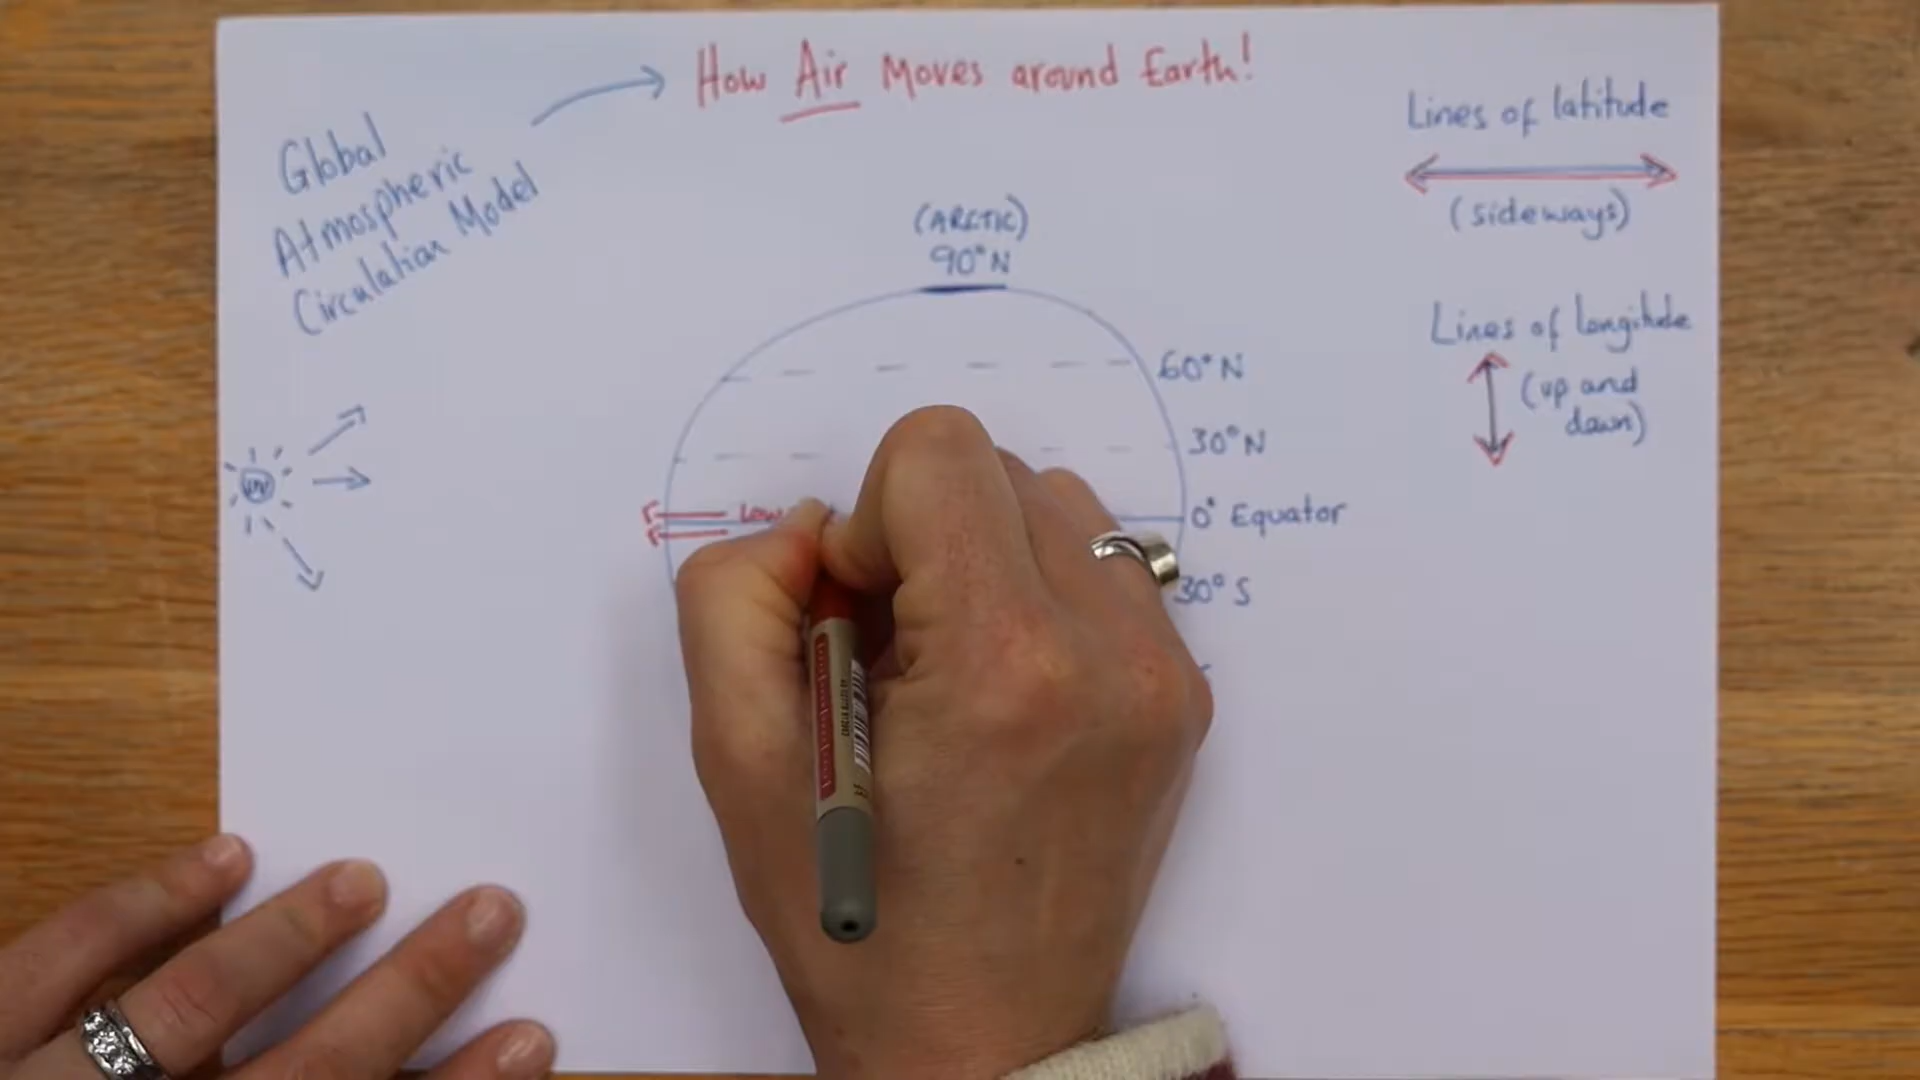 How Air Moves around Earth!
Global
Atmospheric
Circulation Model
Lines of latitude
(sideways)
(ARCTIC)
90°N
Lines of longitude
(up and
down)
60°N
30°N
UV
Low
0° Equator
30° S